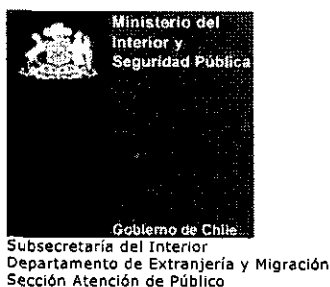 Ministerio del
Interior y
Seguridad Pública
Gobierno de Chile
Subsecretaría del Interior
Departamento de Extranjería y Migración
Sección Atención de Público